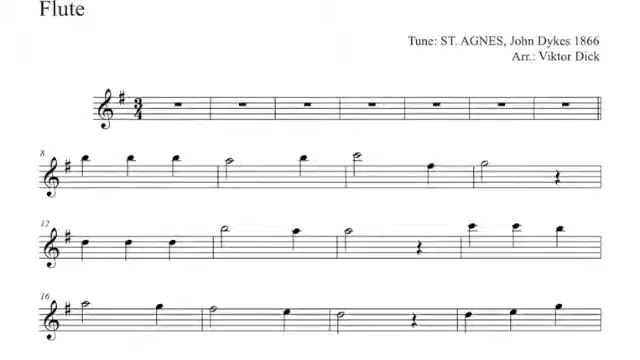 Flute
Tune: ST. AGNES, John Dykes 1866
Arr.: Viktor Dick
3
4
8
12
16